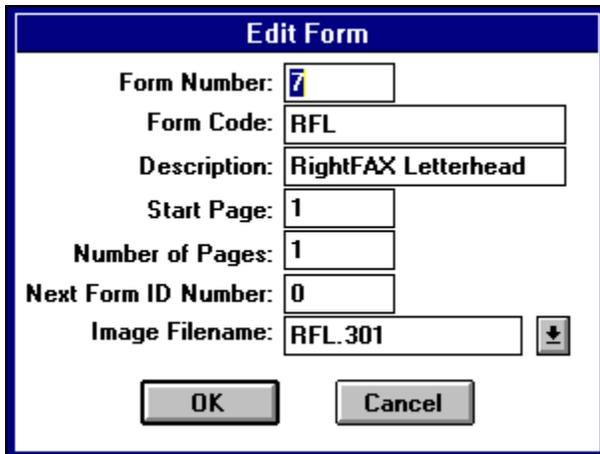 Edit Form
Form Number: 7
Form Code: RFL
Description: RightFAX Letterhead
Start Page: 1
Number of Pages: 1
Next Form ID Number: 0
Image Filename: RFL.301
OK Cancel